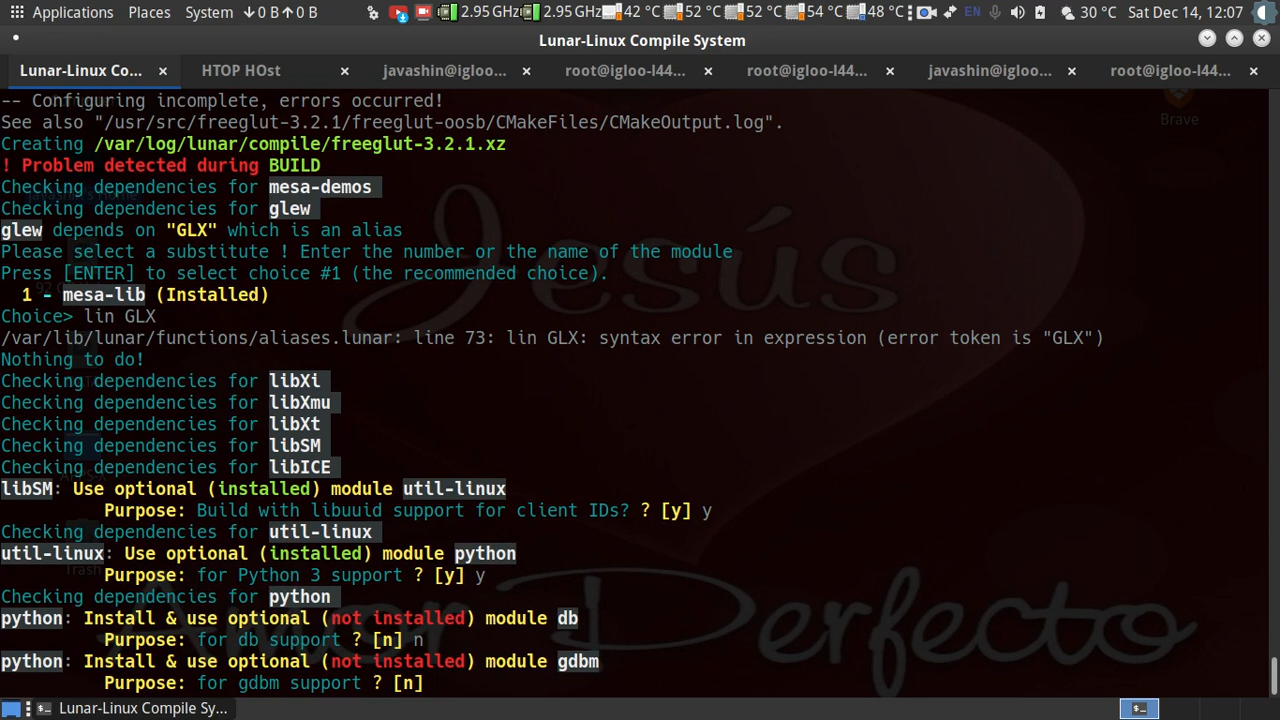 Applications Places System 0 B 0 B 2.95 GHz 2.95 GHz 42 °C 52 °C 52 °C 54 °C 48 °C EN 30 °C Sat Dec 14, 12:07
Lunar-Linux Compile System
Lunar-Linux Co... HTOP HOst javashin@igloo... root@igloo-l44... root@igloo-l44... javashin@igloo... root@igloo-l44...
-- Configuring incomplete, errors occurred!
See also "/usr/src/freeglut-3.2.1/freeglut-oosb/CMakeFiles/CMakeOutput.log".
Brave
Creating /var/log/lunar/compile/freeglut-3.2.1.xz
! Problem detected during BUILD
Checking dependencies for mesa-demos
javashin's Home
Checking dependencies for glew
glew depends on "GLX" which is an alias
Please select a substitute ! Enter the number or the name of the module
Press [ENTER] to select choice #1 (the recommended choice).
1 - mesa-lib (Installed)
Choice> lin GLX
/var/lib/lunar/functions/aliases.lunar: line 73: lin GLX: syntax error in expression (error token is "GLX")
Nothing to do!
Checking dependencies for libXi
Checking dependencies for libXmu
Checking dependencies for libXt
Checking dependencies for libSM
Checking dependencies for libICE
libSM: Use optional (installed) module util-linux
Purpose: Build with libuuid support for client IDs? ? [y] y
Checking dependencies for util-linux
util-linux: Use optional (installed) module python
Trash
Purpose: for Python 3 support ? [y] y
Checking dependencies for python
python: Install & use optional (not installed) module db
Purpose: for db support ? [n] n
python: Install & use optional (not installed) module gdbm
Purpose: for gdbm support ? [n]
Jesús
Amor Perfecto
Lunar-Linux Compile Sy...